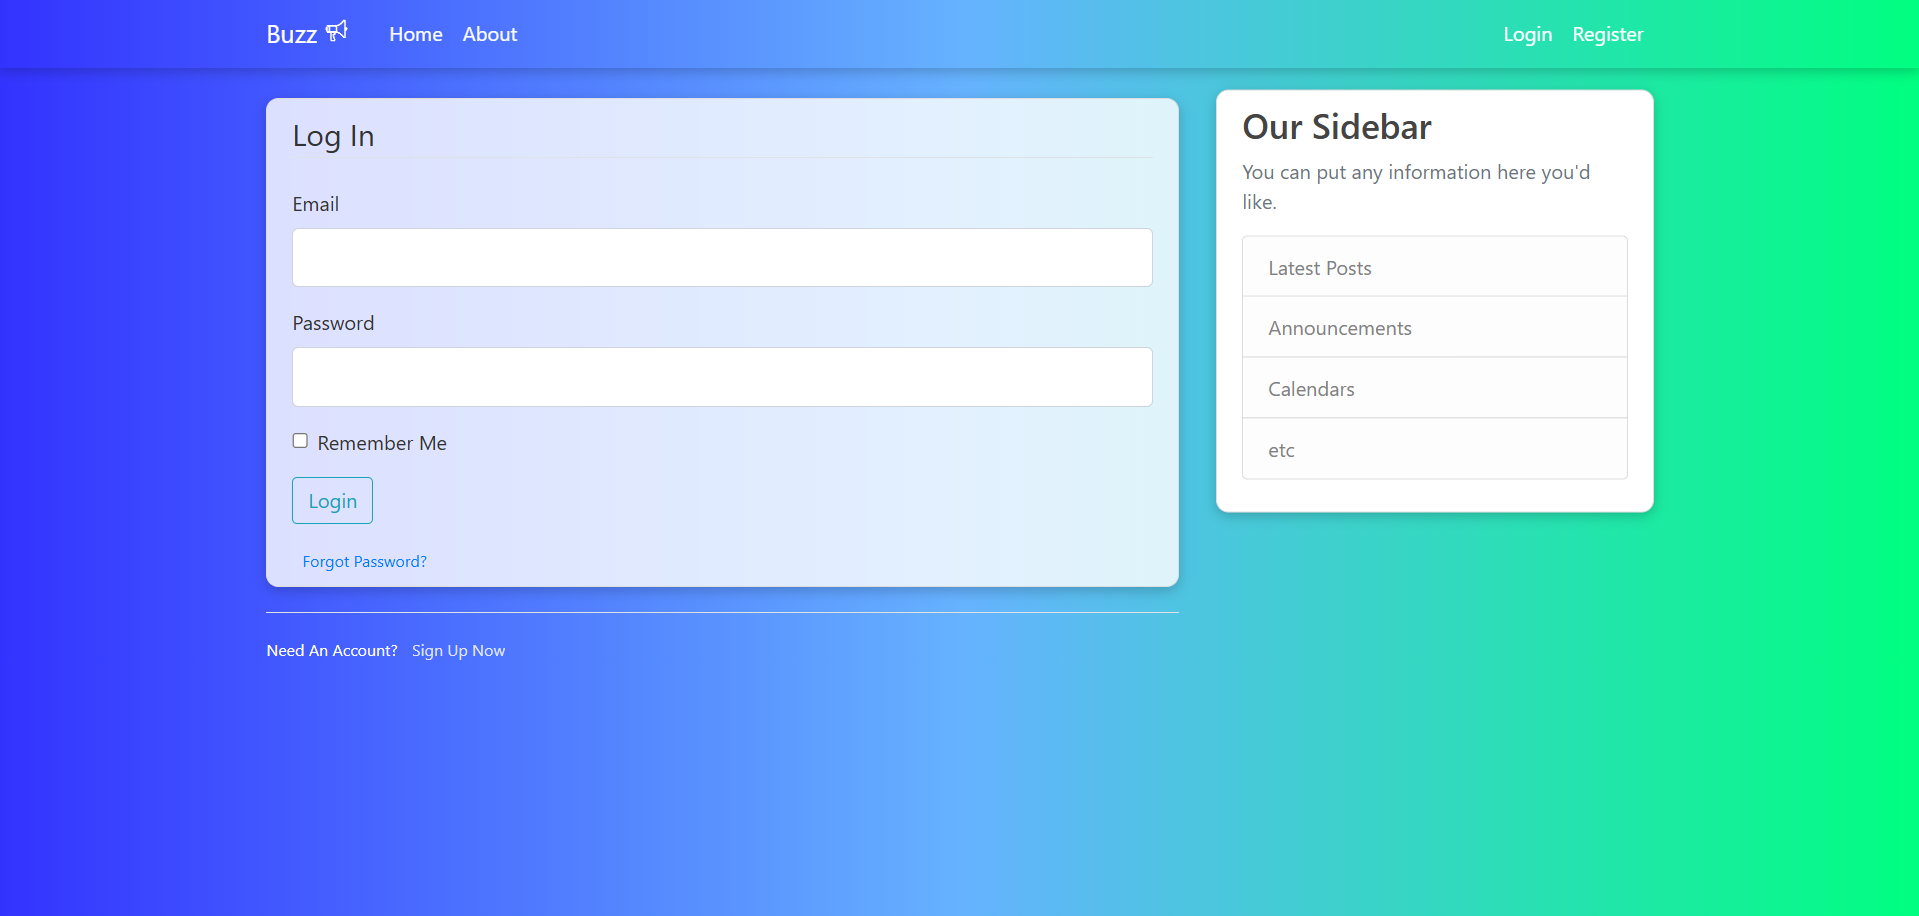 Buzz Home About Login Register
Log In
Email
Password
Remember Me
Login
Forgot Password?
Need An Account? Sign Up Now
Our Sidebar
You can put any information here you'd
like.
Latest Posts
Announcements
Calendars
etc